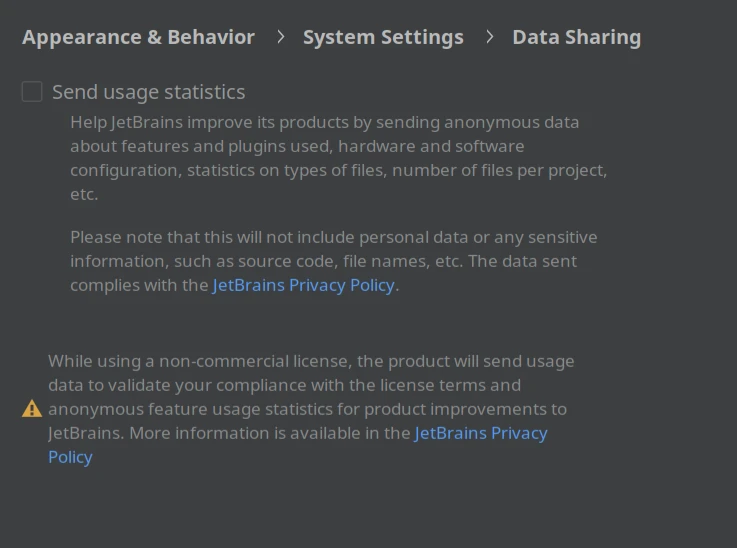 Appearance & Behavior > System Settings > Data Sharing
Send usage statistics
Help JetBrains improve its products by sending anonymous data
about features and plugins used, hardware and software
configuration, statistics on types of files, number of files per project,
etc.
Please note that this will not include personal data or any sensitive
information, such as source code, file names, etc. The data sent
complies with the JetBrains Privacy Policy.
While using a non-commercial license, the product will send usage
data to validate your compliance with the license terms and
anonymous feature usage statistics for product improvements to
JetBrains. More information is available in the JetBrains Privacy
Policy